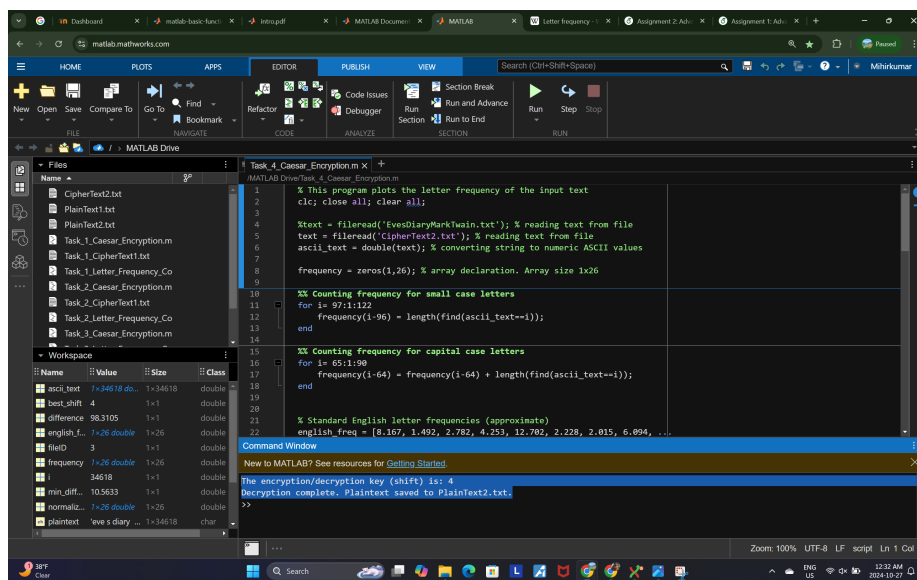 In Dashboard
matlab-basic-functi
intro.pdf
MATLAB Document
MATLAB
Letter frequency -
Assignment 2: Adv
Assignment 1: Adv
matlab.mathworks.com
Paused
HOME PLOTS APPS EDITOR PUBLISH VIEW
Search (Ctrl+Shift+Space)
Mihirkumar
New Open Save Compare To
Go To
Find
Bookmark
Refactor
Code Issues
Debugger
Run Section
Section Break
Run and Advance
Run to End
Run Step Stop
FILE NAVIGATE CODE ANALYZE SECTION RUN
/ › MATLAB Drive
Files
Name
CipherText2.txt
PlainText1.txt
PlainText2.txt
Task_1_Caesar_Encryption.m
Task_1_CipherText1.txt
Task_1_Letter_Frequency_Co
Task_2_Caesar_Encryption.m
Task_2_CipherText1.txt
Task_2_Letter_Frequency_Co
Task_3_Caesar_Encryption.m
Workspace
Name Value Size Class
ascii_text 1×34618 do... 1×34618 double
best_shift 4 1×1 double
difference 98.3105 1×1 double
english_f... 1×26 double 1×26 double
fileID 3 1×1 double
frequency 1×26 double 1×26 double
i 34618 1×1 double
min_diff... 10.5633 1×1 double
normaliz... 1×26 double 1×26 double
plaintext 'eve s diary ... 1×34618 char
Task_4_Caesar_Encryption.m
/MATLAB Drive/Task_4_Caesar_Encryption.m
1 % This program plots the letter frequency of the input text
2 clc; close all; clear all;
3
4 %text = fileread('EvesDiaryMarkTwain.txt'); % reading text from file
5 text = fileread('CipherText2.txt'); % reading text from file
6 ascii_text = double(text); % converting string to numeric ASCII values
7
8 frequency = zeros(1,26); % array declaration. Array size 1x26
9
10 %% Counting frequency for small case letters
11 for i= 97:1:122
12 frequency(i-96) = length(find(ascii_text==i));
13 end
14
15 %% Counting frequency for capital case letters
16 for i= 65:1:90
17 frequency(i-64) = frequency(i-64) + length(find(ascii_text==i));
18 end
19
20
21 % Standard English letter frequencies (approximate)
22 english_freq = [8.167, 1.492, 2.782, 4.253, 12.702, 2.228, 2.015, 6.094, ...
Command Window
New to MATLAB? See resources for Getting Started.
The encryption/decryption key (shift) is: 4
Decryption complete. Plaintext saved to PlainText2.txt.
>>
Zoom: 100% UTF-8 LF script Ln 1 Col
38°F
Clear
Search
ENG
US
12:32 AM
2024-10-27